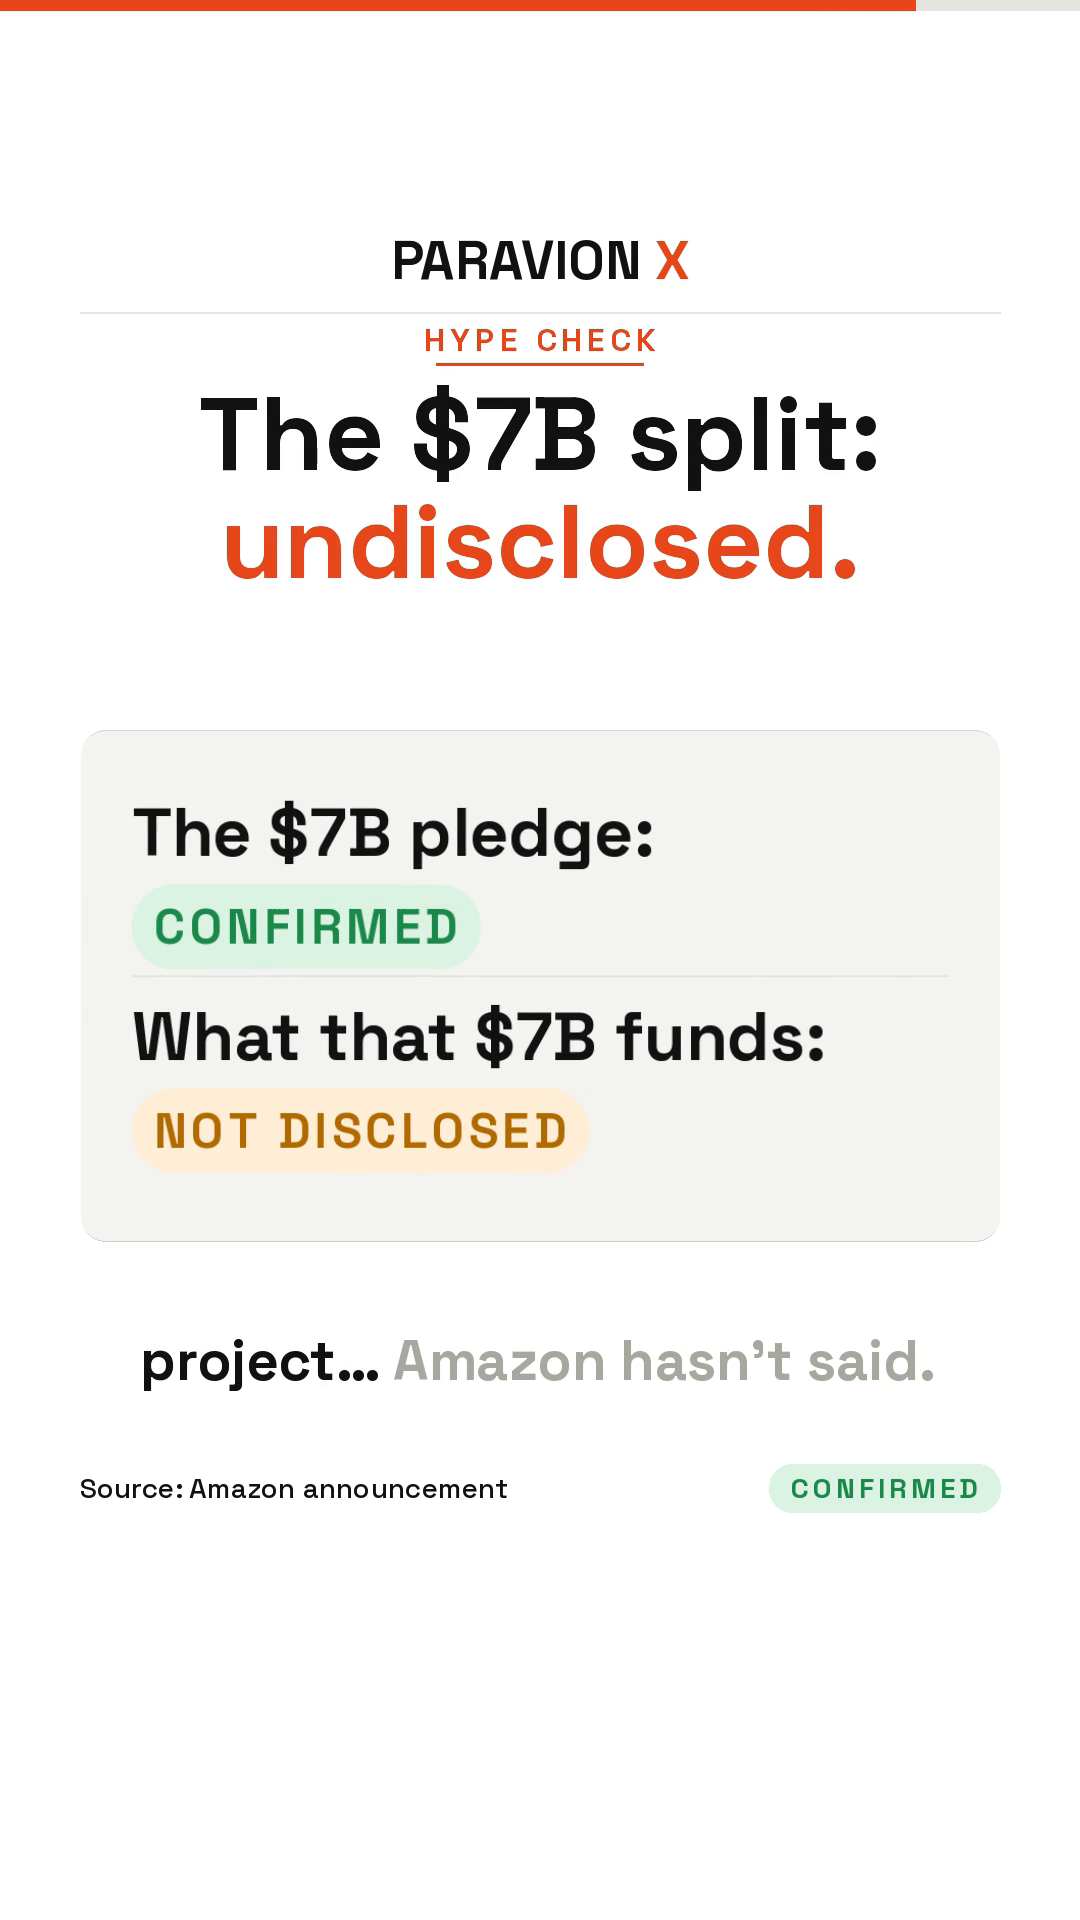 PARAVION X
HYPE CHECK
The $7B split:
undisclosed.
The $7B pledge:
CONFIRMED
What that $7B funds:
NOT DISCLOSED
project... Amazon hasn’t said.
Source: Amazon announcement
CONFIRMED